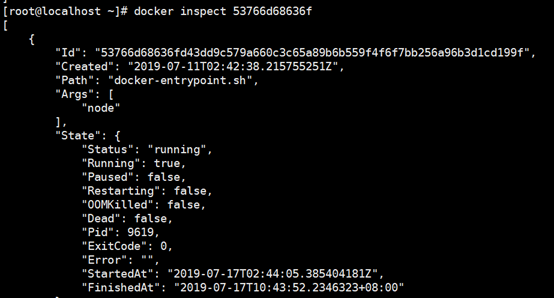 [root@localhost ~]# docker inspect 53766d68636f
[
    {
        "Id": "53766d68636fd43dd9c579a660c3c65a89b6b559f4f6f7bb256a96b3d1cd199f",
        "Created": "2019-07-11T02:42:38.215755251Z",
        "Path": "docker-entrypoint.sh",
        "Args": [
            "node"
        ],
        "State": {
            "Status": "running",
            "Running": true,
            "Paused": false,
            "Restarting": false,
            "OOMKilled": false,
            "Dead": false,
            "Pid": 9619,
            "ExitCode": 0,
            "Error": "",
            "StartedAt": "2019-07-17T02:44:05.385404181Z",
            "FinishedAt": "2019-07-17T10:43:52.2346323+08:00"